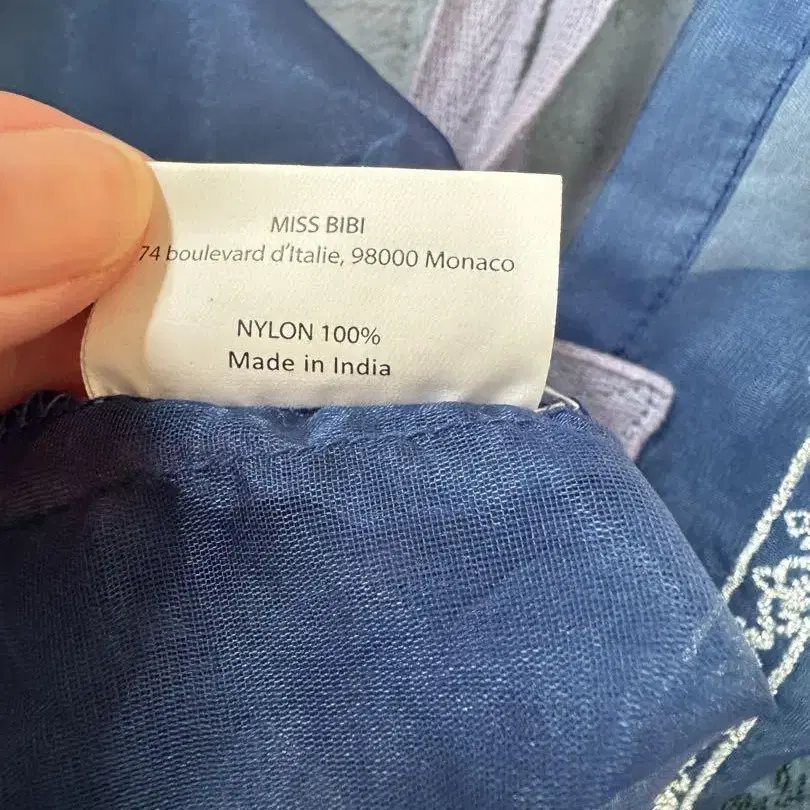 MISS BIBI
74 boulevard d'Italie, 98000 Monaco
NYLON 100%
Made in India